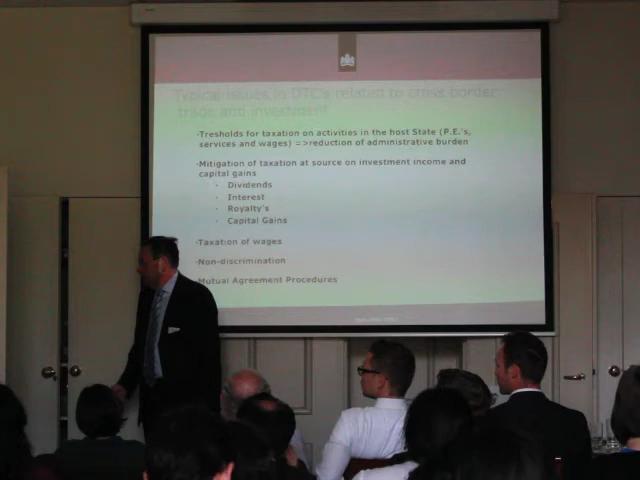 Typical issues in DTC's related to cross border
trade and investment
-Tresholds for taxation on activities in the host State (P.E.'s,
services and wages) =>reduction of administrative burden
-Mitigation of taxation at source on investment income and
capital gains
· Dividends
· Interest
· Royalty's
· Capital Gains
-Taxation of wages
-Non-discrimination
-Mutual Agreement Procedures